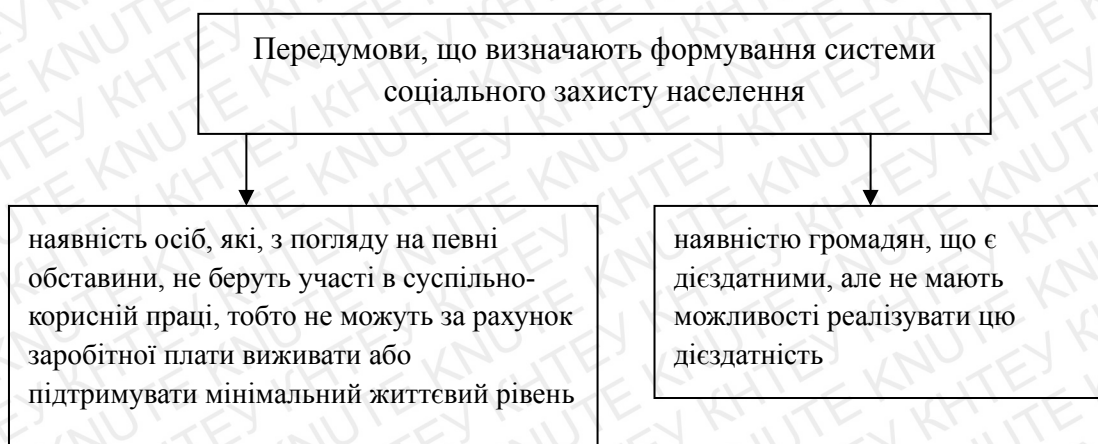 Передумови, що визначають формування системи
соціального захисту населення
наявність осіб, які, з погляду на певні
обставини, не беруть участі в суспільно-
корисній праці, тобто не можуть за рахунок
заробітної плати виживати або
підтримувати мінімальний життєвий рівень
наявністю громадян, що є
дієздатними, але не мають
можливості реалізувати цю
дієздатність